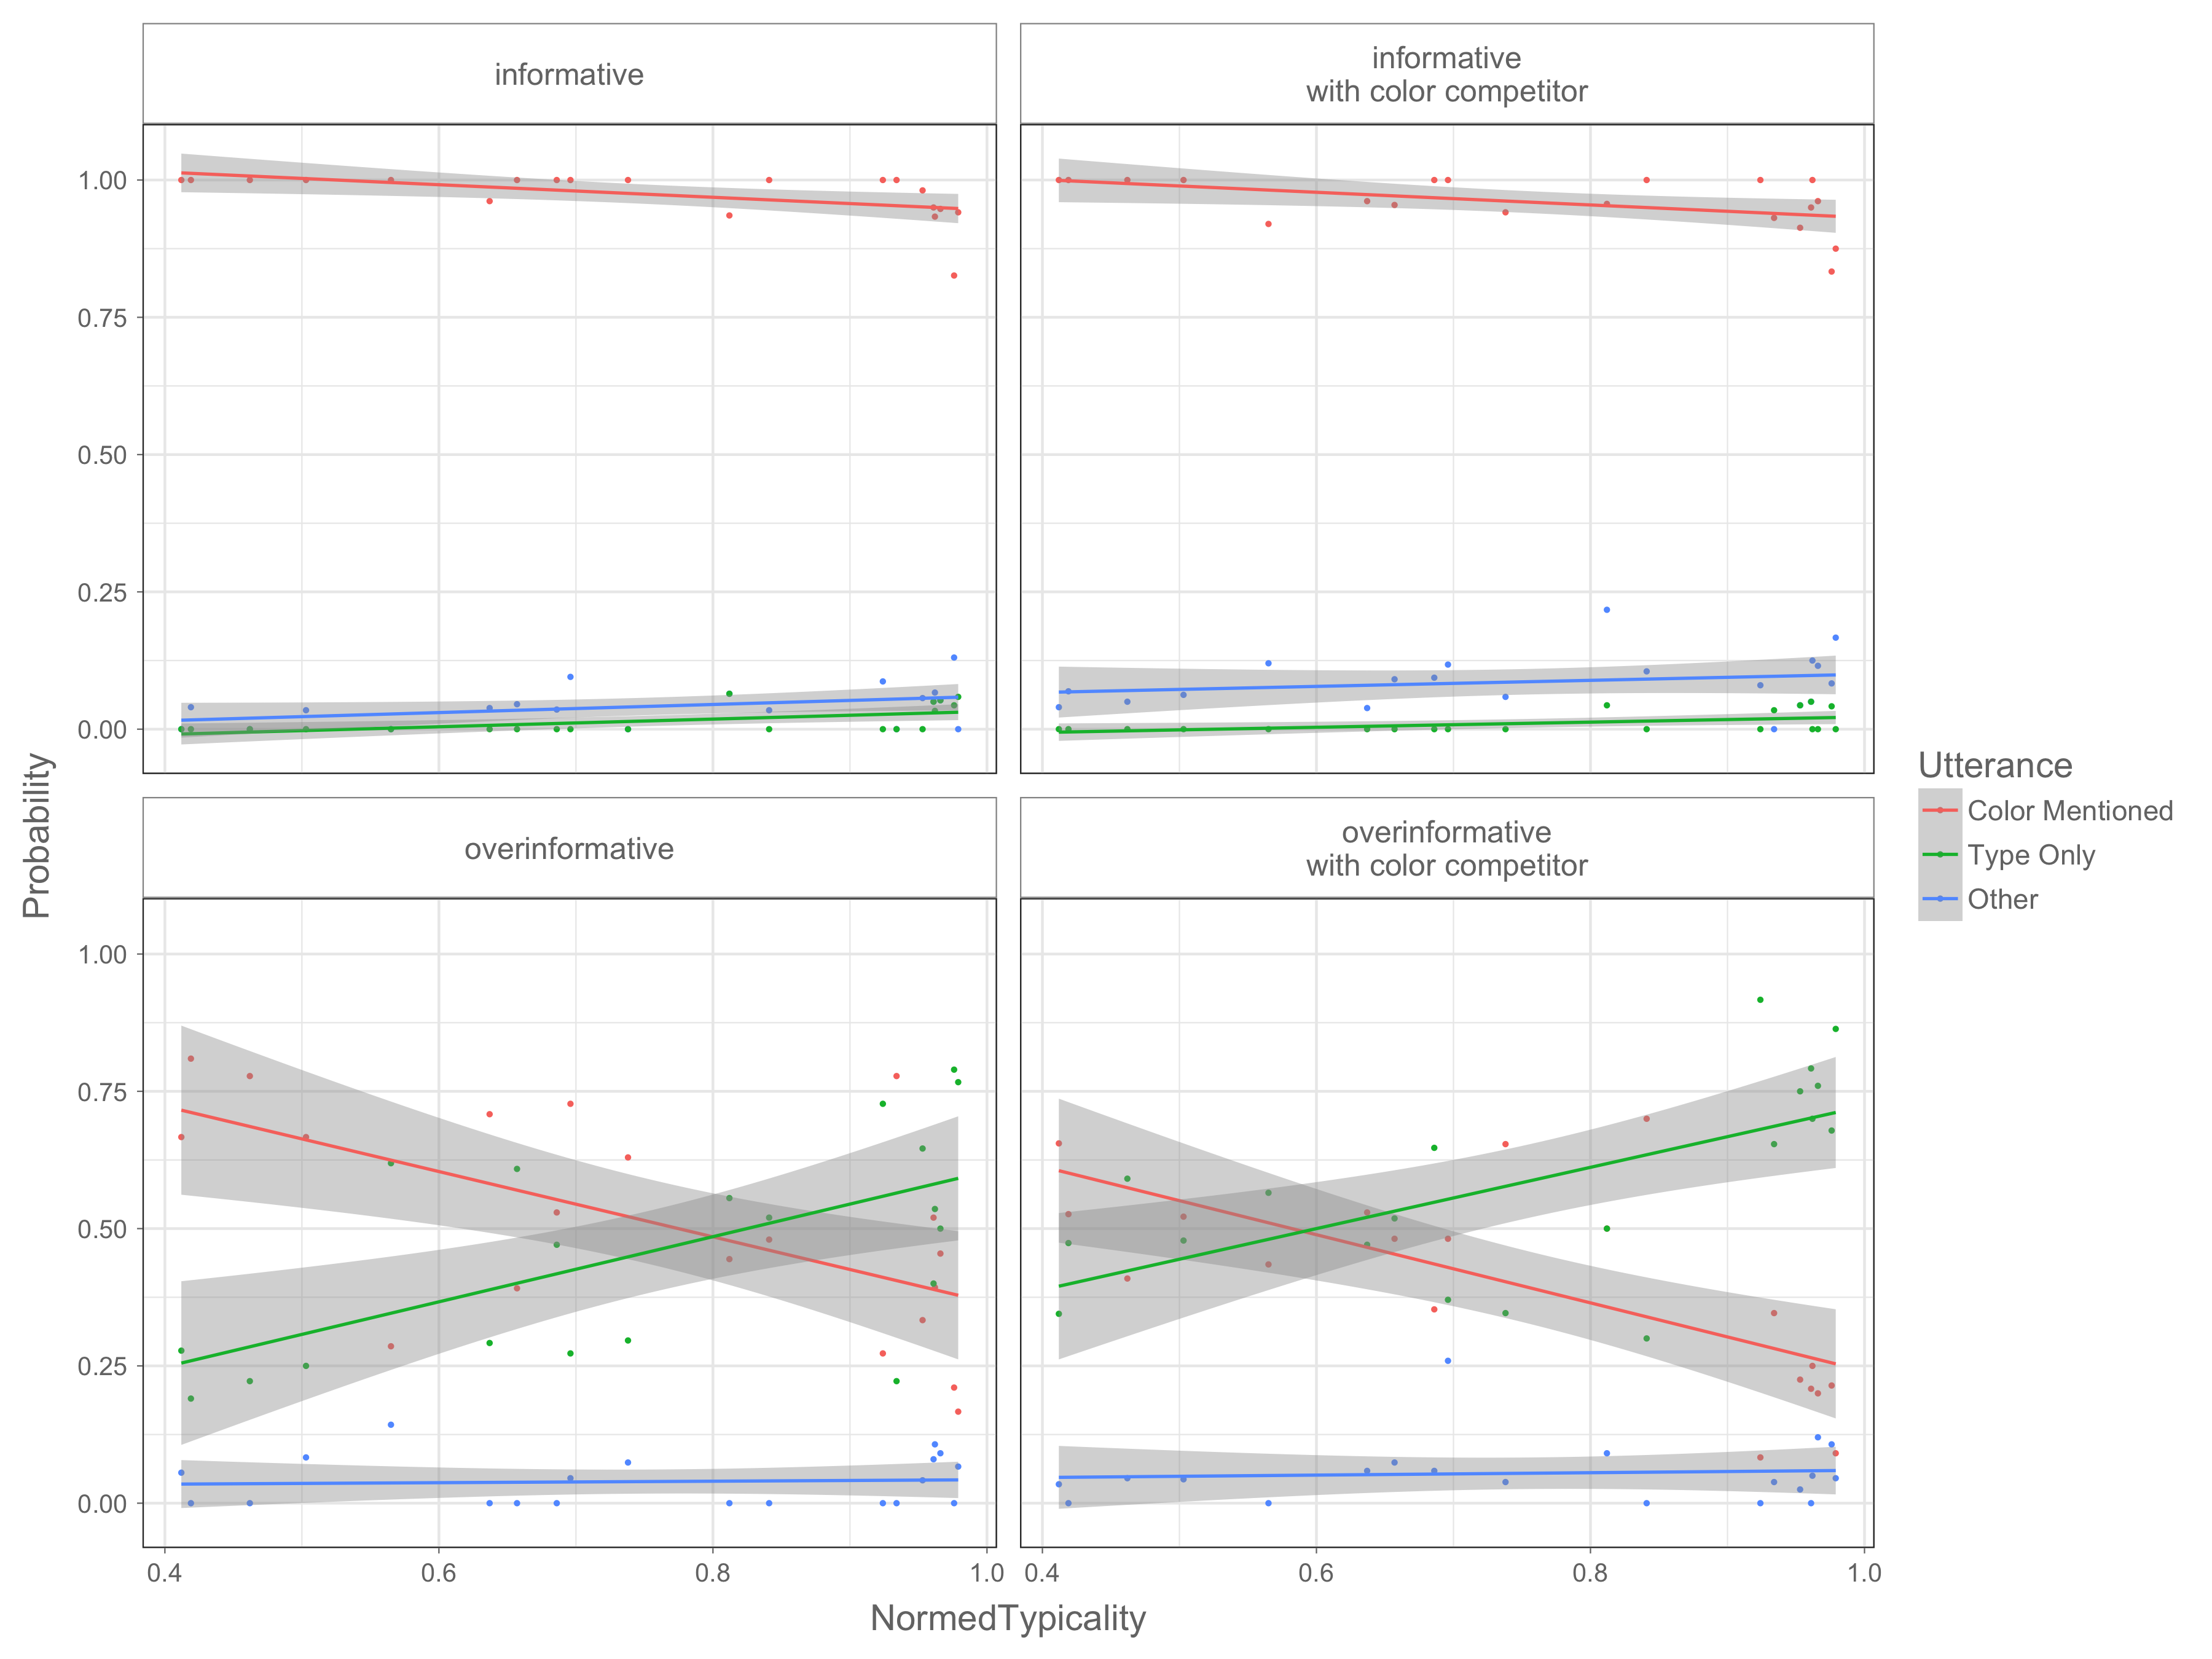 informative
informative
with color competitor
1.00
0.75
0.50
0.25
0.00
overinformative
overinformative
with color competitor
1.00
0.75
0.50
0.25
0.00
0.4
0.6
0.8
1.0
0.4
0.6
0.8
1.0
NormedTypicality
Probability
Utterance
Color Mentioned
Type Only
Other